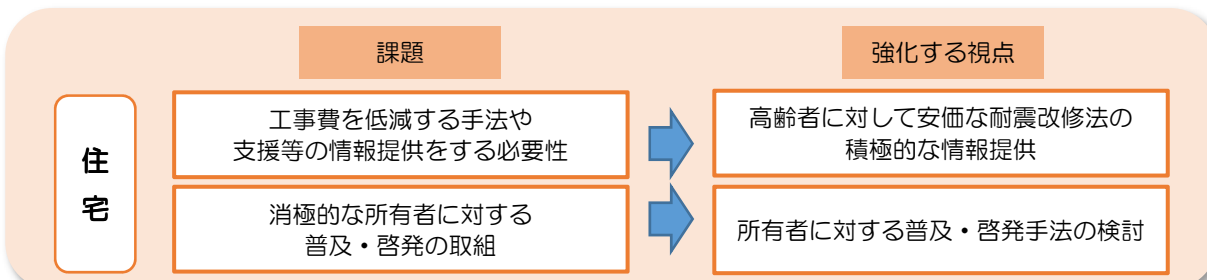 課題
強化する視点
住宅
工事費を低減する手法や
支援等の情報提供をする必要性
高齢者に対して安価な耐震改修法の
積極的な情報提供
消極的な所有者に対する
普及・啓発の取組
所有者に対する普及・啓発手法の検討